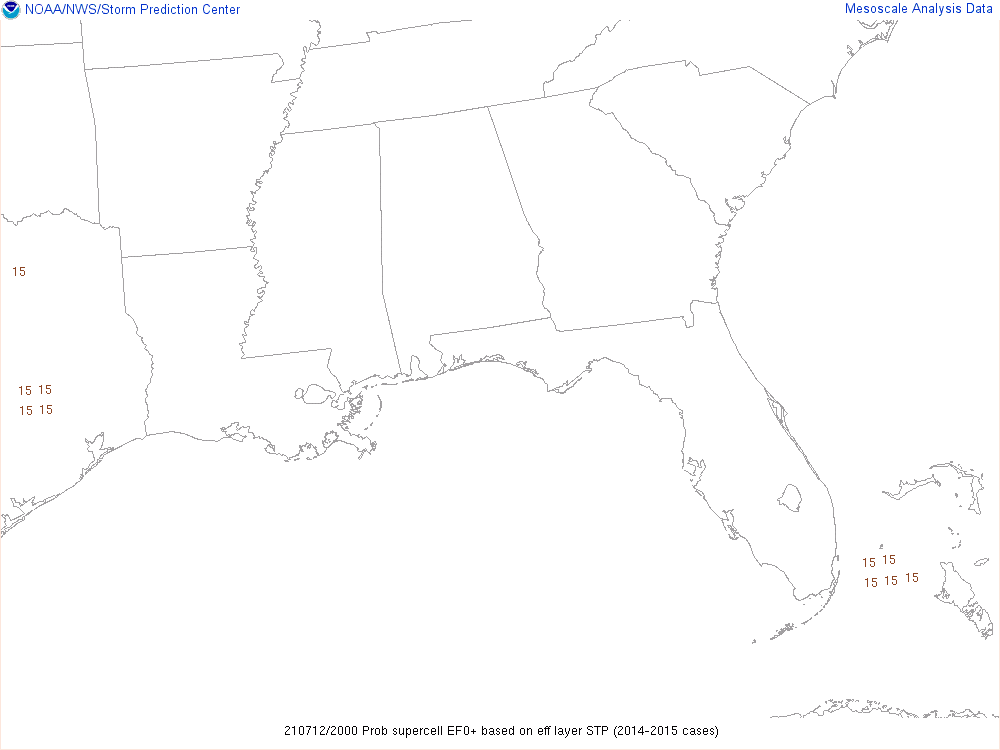 NOAA/NWS/Storm Prediction Center
Mesoscale Analysis Data
15
15 15
15 15
15 15
15 15 15
210712/2000 Prob supercell EF0+ based on eff layer STP (2014-2015 cases)